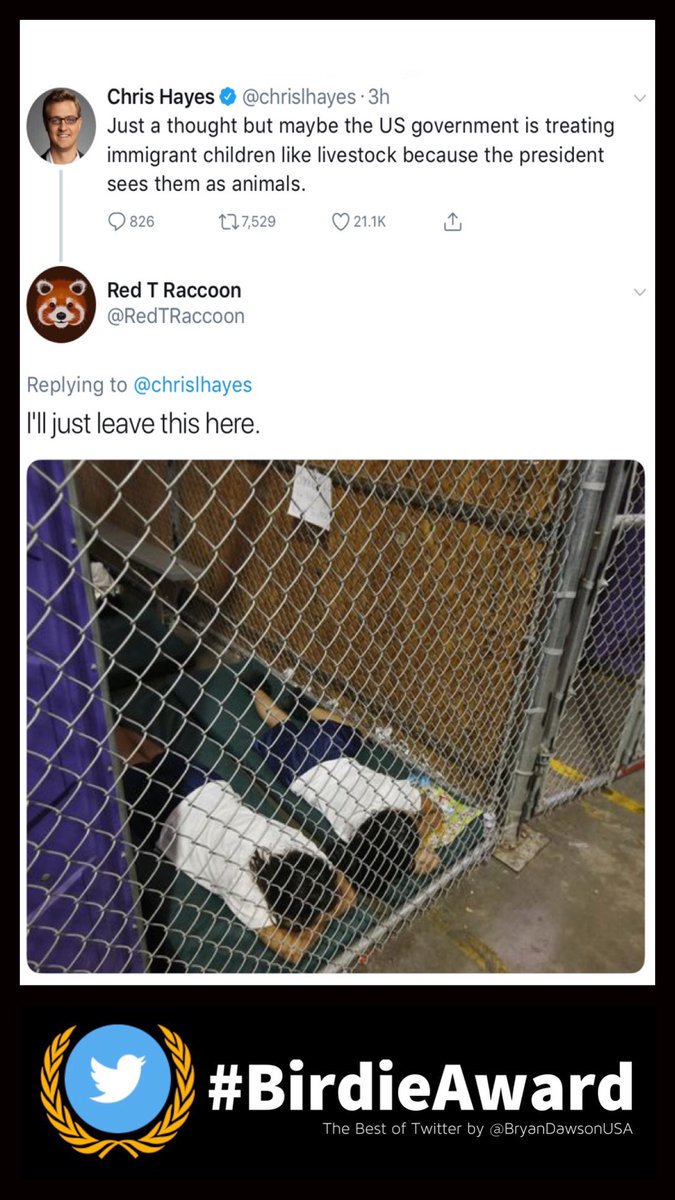 Chris Hayes @chrislhayes · 3h
Just a thought but maybe the US government is treating
immigrant children like livestock because the president
sees them as animals.
826 7,529 21.1K
Red T Raccoon
@RedTRaccoon
Replying to @chrislhayes
I'll just leave this here.
#BirdieAward
The Best of Twitter by @BryanDawsonUSA